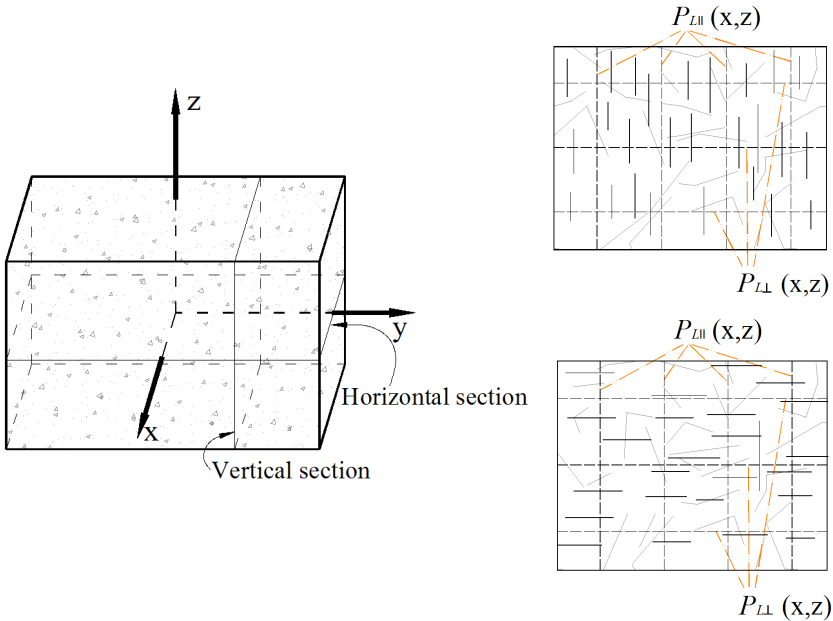 z
y
x
Horizontal section
Vertical section
P_L∥ (x,z)
P_L⊥ (x,z)
P_L∥ (x,z)
P_L⊥ (x,z)